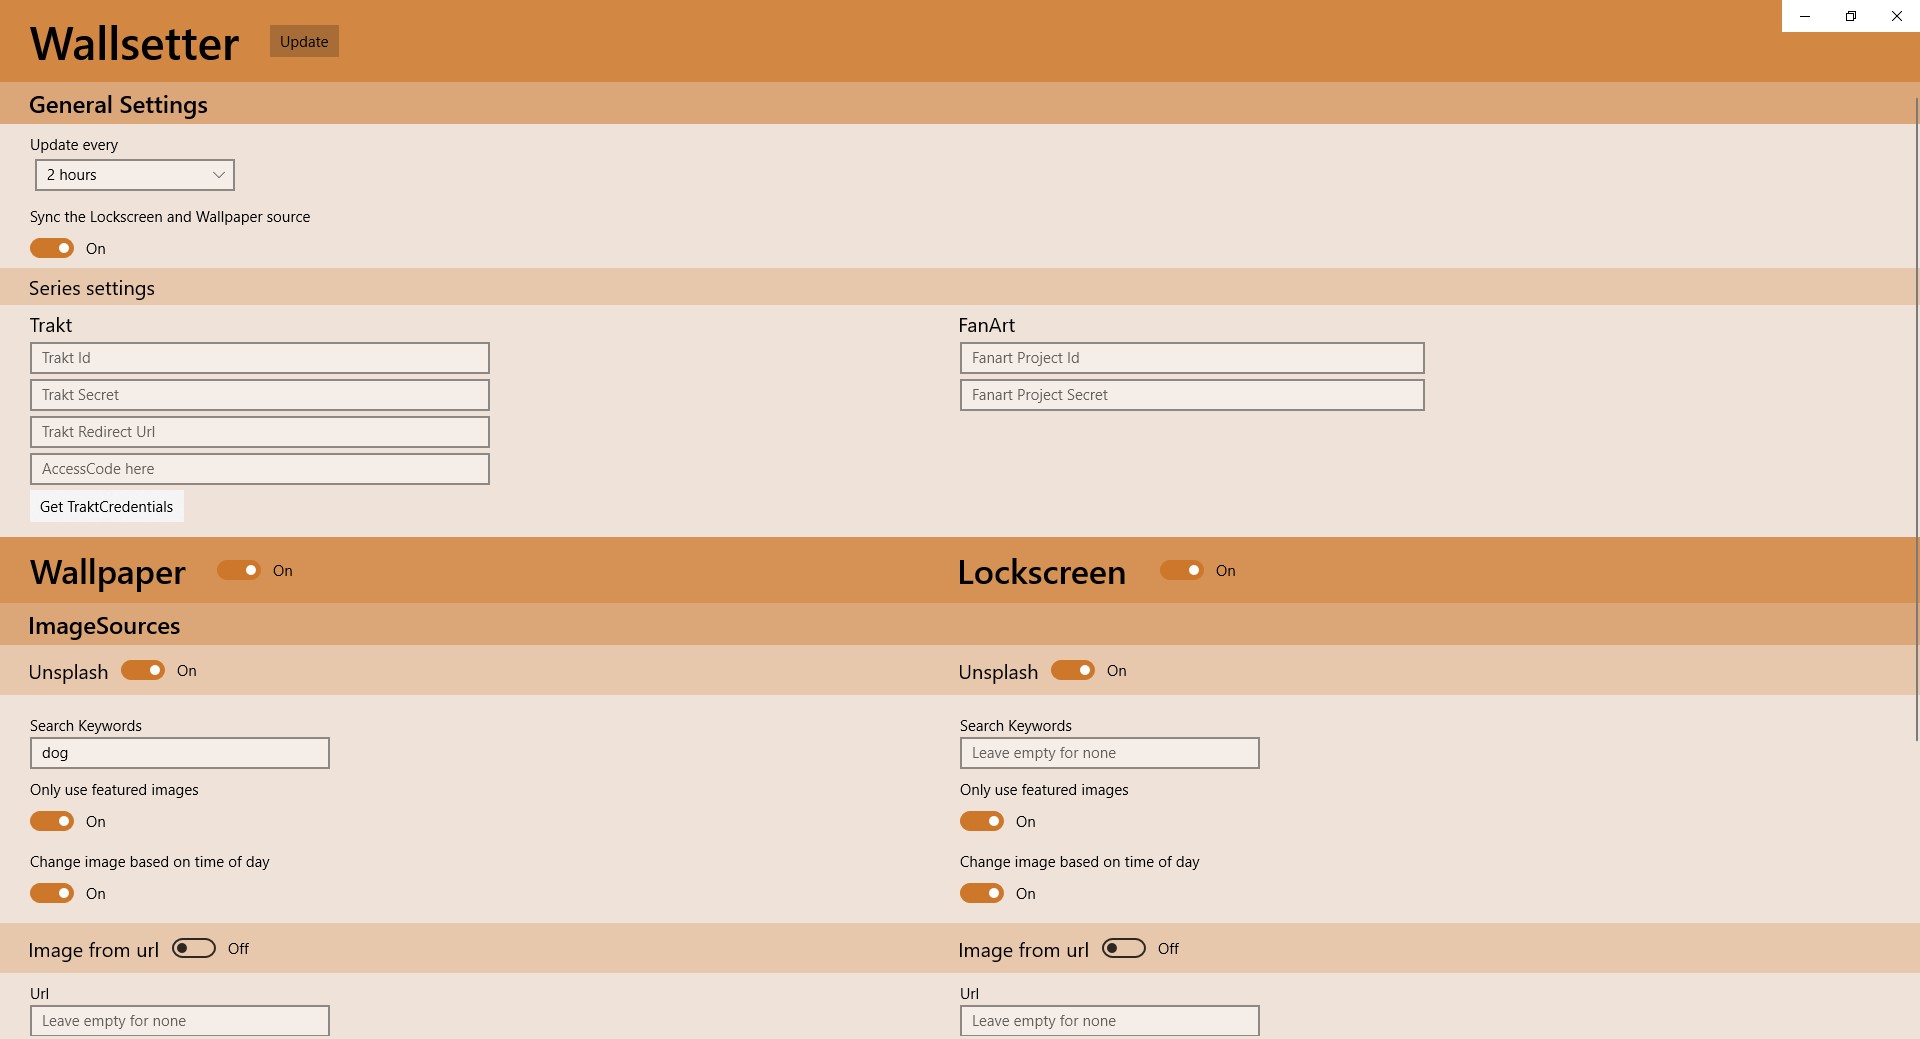 Wallsetter
Update
General Settings
Update every
2 hours
Sync the Lockscreen and Wallpaper source
On
Series settings
Trakt
Trakt Id
Trakt Secret
Trakt Redirect Url
AccessCode here
Get TraktCredentials
FanArt
Fanart Project Id
Fanart Project Secret
Wallpaper
On
Lockscreen
On
ImageSources
Unsplash
On
Search Keywords
dog
Only use featured images
On
Change image based on time of day
On
Image from url
Off
Url
Leave empty for none
Unsplash
On
Search Keywords
Leave empty for none
Only use featured images
On
Change image based on time of day
On
Image from url
Off
Url
Leave empty for none